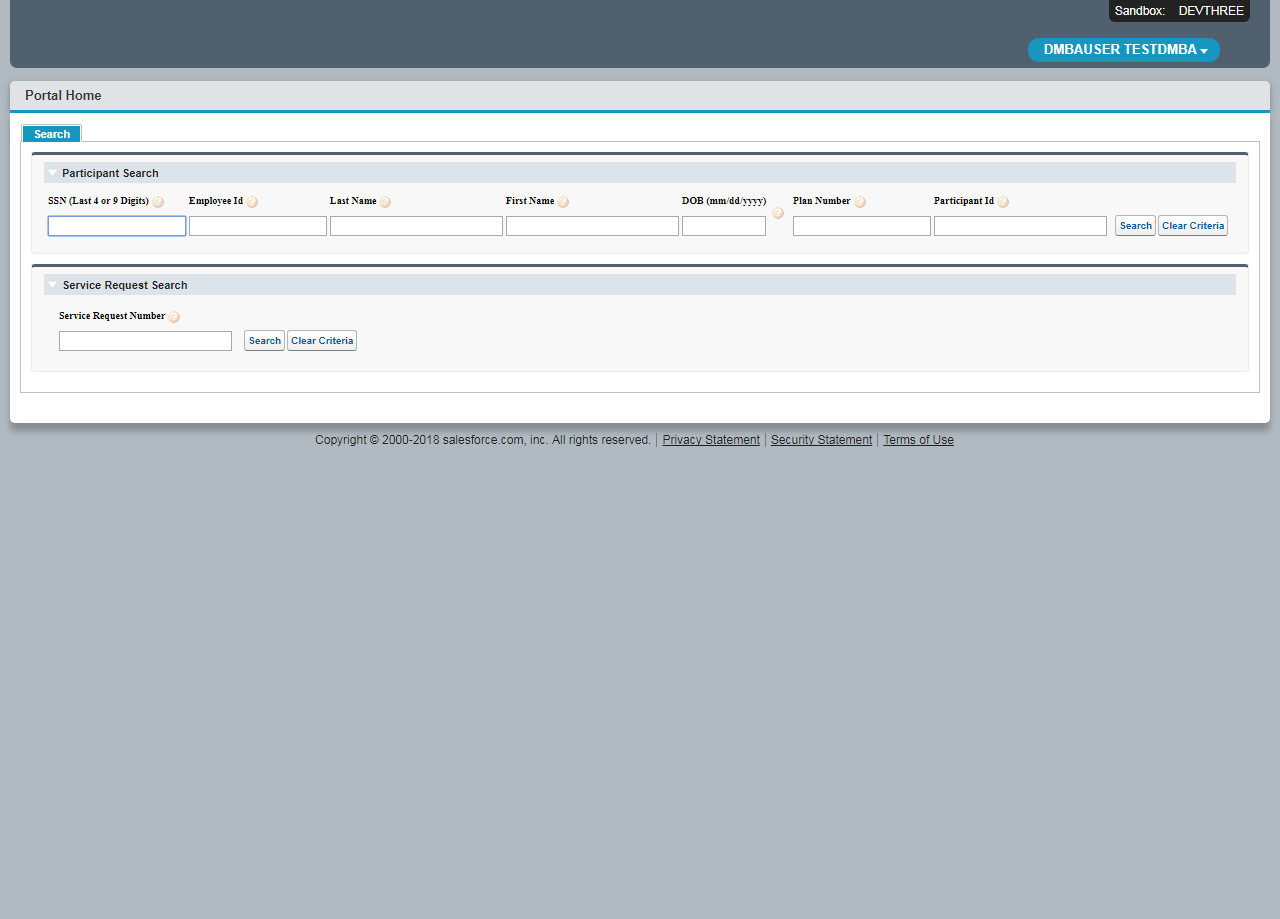 Sandbox: DEVTHREE
DMBAUSER TESTDMBA
Portal Home
Search
Participant Search
SSN (Last 4 or 9 Digits) ? Employee Id ? Last Name ? First Name ? DOB (mm/dd/yyyy) ? Plan Number ? Participant Id ?
Search Clear Criteria
Service Request Search
Service Request Number ?
Search Clear Criteria
Copyright © 2000-2018 salesforce.com, inc. All rights reserved. | Privacy Statement | Security Statement | Terms of Use